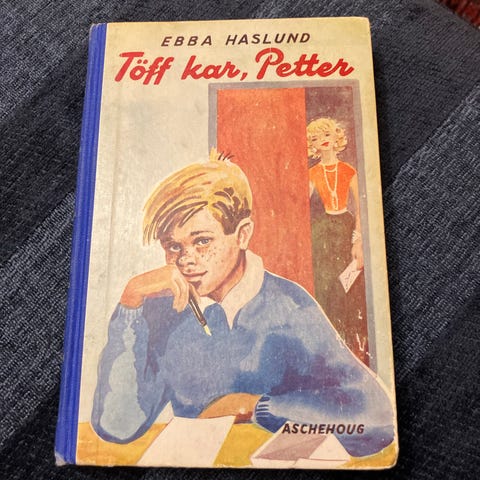 EBBA HASLUND
Töff kar, Petter
ASCHEHOUG